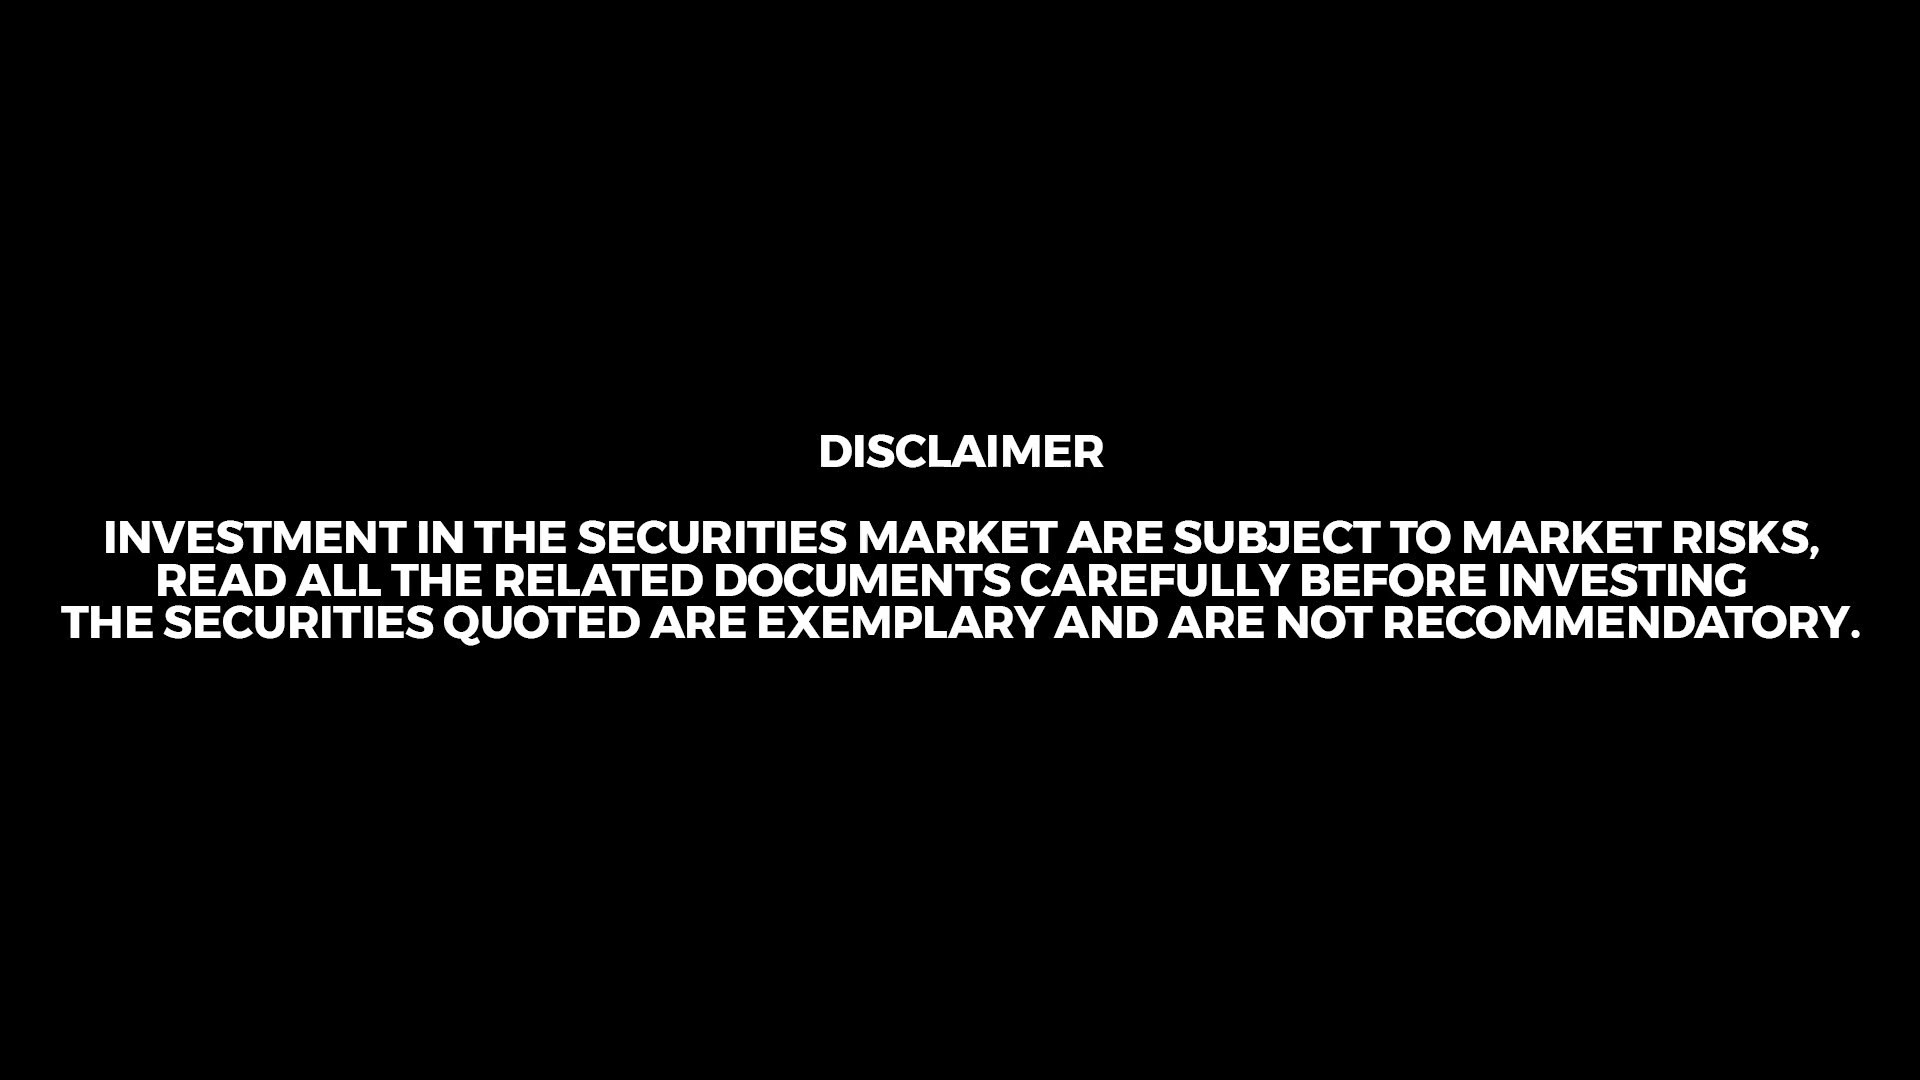 DISCLAIMER
INVESTMENT IN THE SECURITIES MARKET ARE SUBJECT TO MARKET RISKS,
READ ALL THE RELATED DOCUMENTS CAREFULLY BEFORE INVESTING
THE SECURITIES QUOTED ARE EXEMPLARY AND ARE NOT RECOMMENDATORY.